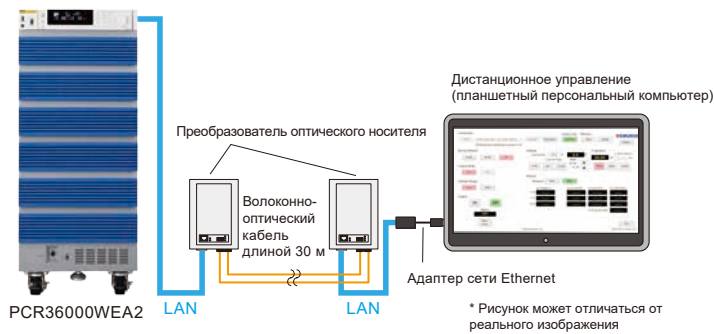 Дистанционное управление
(планшетный персональный компьютер)
Преобразователь оптического носителя
Волоконно-
оптический
кабель
длиной 30 м
Адаптер сети Ethernet
PCR36000WEA2
LAN
LAN
* Рисунок может отличаться от
реального изображения